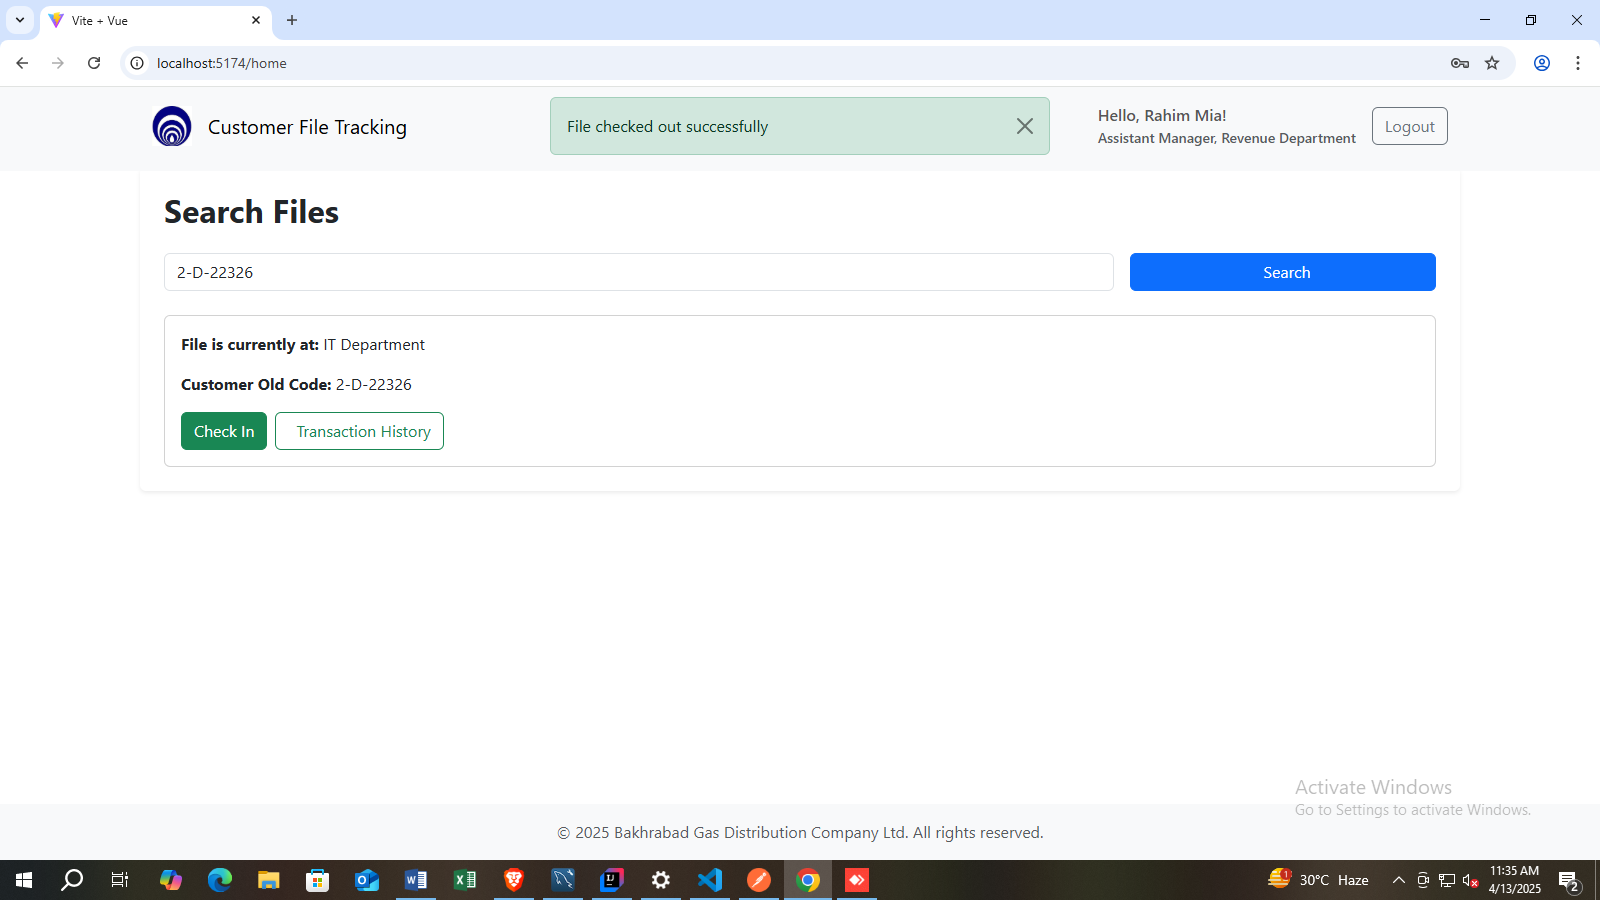 Vite + Vue
localhost:5174/home
Customer File Tracking
File checked out successfully
Hello, Rahim Mia!
Assistant Manager, Revenue Department
Logout
Search Files
2-D-22326
Search
File is currently at: IT Department
Customer Old Code: 2-D-22326
Check In
Transaction History
Activate Windows
Go to Settings to activate Windows.
© 2025 Bakhrabad Gas Distribution Company Ltd. All rights reserved.
1
30°C Haze
11:35 AM
4/13/2025
2